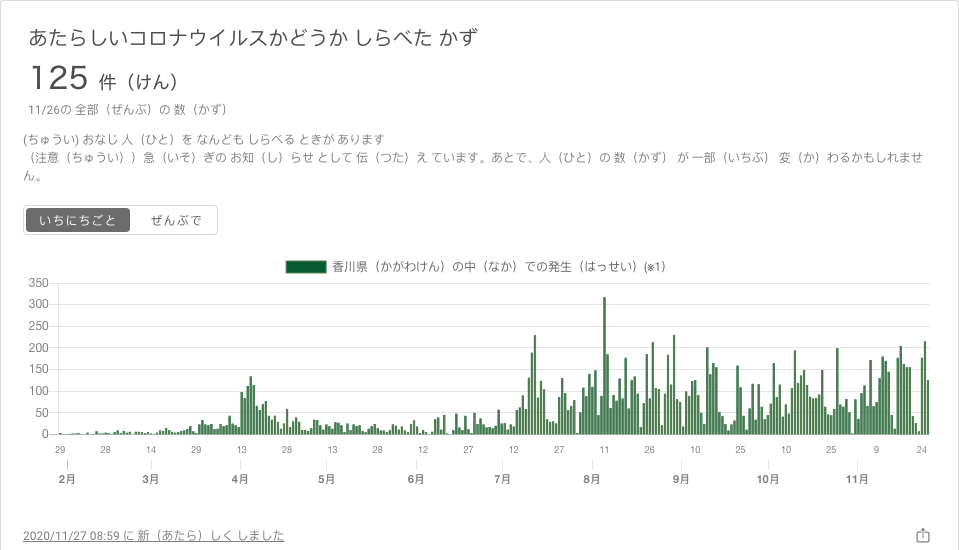 あたらしいコロナウイルスかどうか しらべた かず
125 件（けん）
11/26の 全部（ぜんぶ）の 数（かず）
(ちゅうい) おなじ 人（ひと）を なんども しらべる ときが あります
（注意（ちゅうい））急（いそ）ぎの お知（し）らせ として 伝（つた）え ています。あとで、人（ひと）の 数（かず） が 一部（いちぶ） 変（か）わるかもしれませ
ん。
いちにちごと ぜんぶで
香川県（かがわけん）の中（なか）での発生（はっせい）(※1)
350
300
250
200
150
100
50
0
29 28 14 29 13 28 13 28 12 27 12 27 11 26 10 25 10 25 9 24
2月 3月 4月 5月 6月 7月 8月 9月 10月 11月
2020/11/27 08:59 に 新（あたら）しく しました